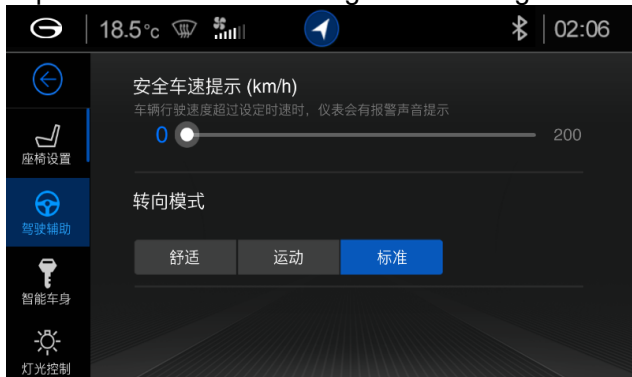 18.5°c
02:06
安全车速提示 (km/h)
车辆行驶速度超过设定时速时，仪表会有报警声音提示
0
200
座椅设置
转向模式
驾驶辅助
舒适 运动 标准
智能车身
灯光控制